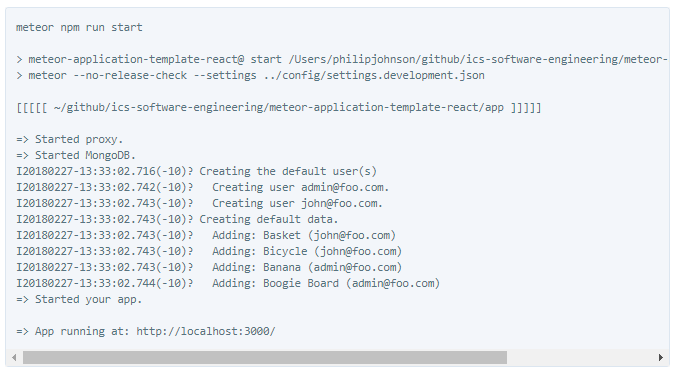 meteor npm run start
> meteor-application-template-react@ start /Users/philipjohnson/github/ics-software-engineering/meteor-
> meteor --no-release-check --settings ../config/settings.development.json
[[[[[ ~/github/ics-software-engineering/meteor-application-template-react/app ]]]]]
=> Started proxy.
=> Started MongoDB.
I20180227-13:33:02.716(-10)? Creating the default user(s)
I20180227-13:33:02.742(-10)?   Creating user admin@foo.com.
I20180227-13:33:02.743(-10)?   Creating user john@foo.com.
I20180227-13:33:02.743(-10)? Creating default data.
I20180227-13:33:02.743(-10)?   Adding: Basket (john@foo.com)
I20180227-13:33:02.743(-10)?   Adding: Bicycle (john@foo.com)
I20180227-13:33:02.743(-10)?   Adding: Banana (admin@foo.com)
I20180227-13:33:02.744(-10)?   Adding: Boogie Board (admin@foo.com)
=> Started your app.
=> App running at: http://localhost:3000/